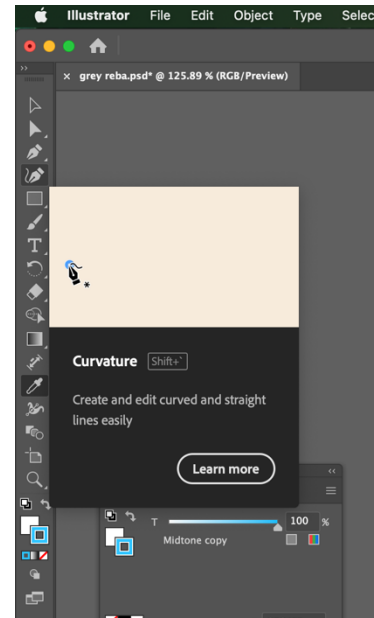 Illustrator File Edit Object Type Selec
× grey reba.psd* @ 125.89 % (RGB/Preview)
Curvature Shift+`
Create and edit curved and straight
lines easily
Learn more
T 100 %
Midtone copy